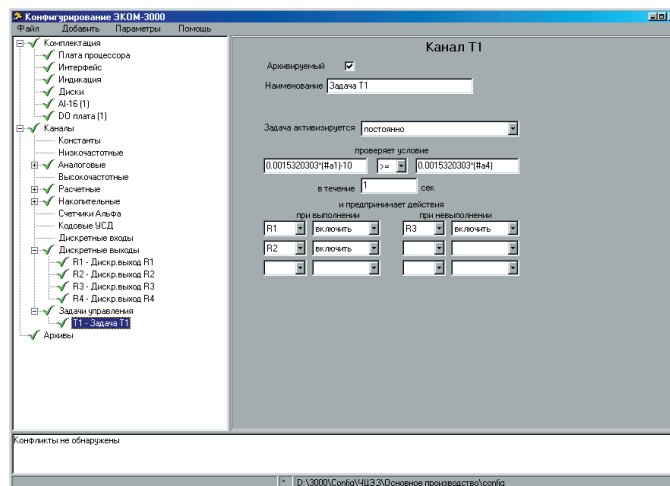 Конфигурирование ЭКОМ-3000
Файл Добавить Параметры Помощь
Комплектация
Плата процессора
Интерфейс
Индикация
Диски
AI-16 (1)
DO плата (1)
Каналы
Константы
Низкочастотные
Аналоговые
Высокочастотные
Расчетные
Накопительные
Счетчики Альфа
Кодовые УСД
Дискретные входы
Дискретные выходы
R1 - Дискр.выход R1
R2 - Дискр.выход R2
R3 - Дискр.выход R3
R4 - Дискр.выход R4
Задачи управления
T1 - Задача T1
Архивы
Канал T1
Архивируемый
Наименование Задача T1
Задача активизируется постоянно
проверяет условие
0.0015320303*(#a1)-10 >= 0.0015320303*(#a4)
в течение 1 сек
и предпринимает действия
при выполнении при невыполнении
R1 включить R3 включить
R2 включить
Конфликты не обнаружены
D:\3000\Config\ЧЦЭЗ\Основное производство\config